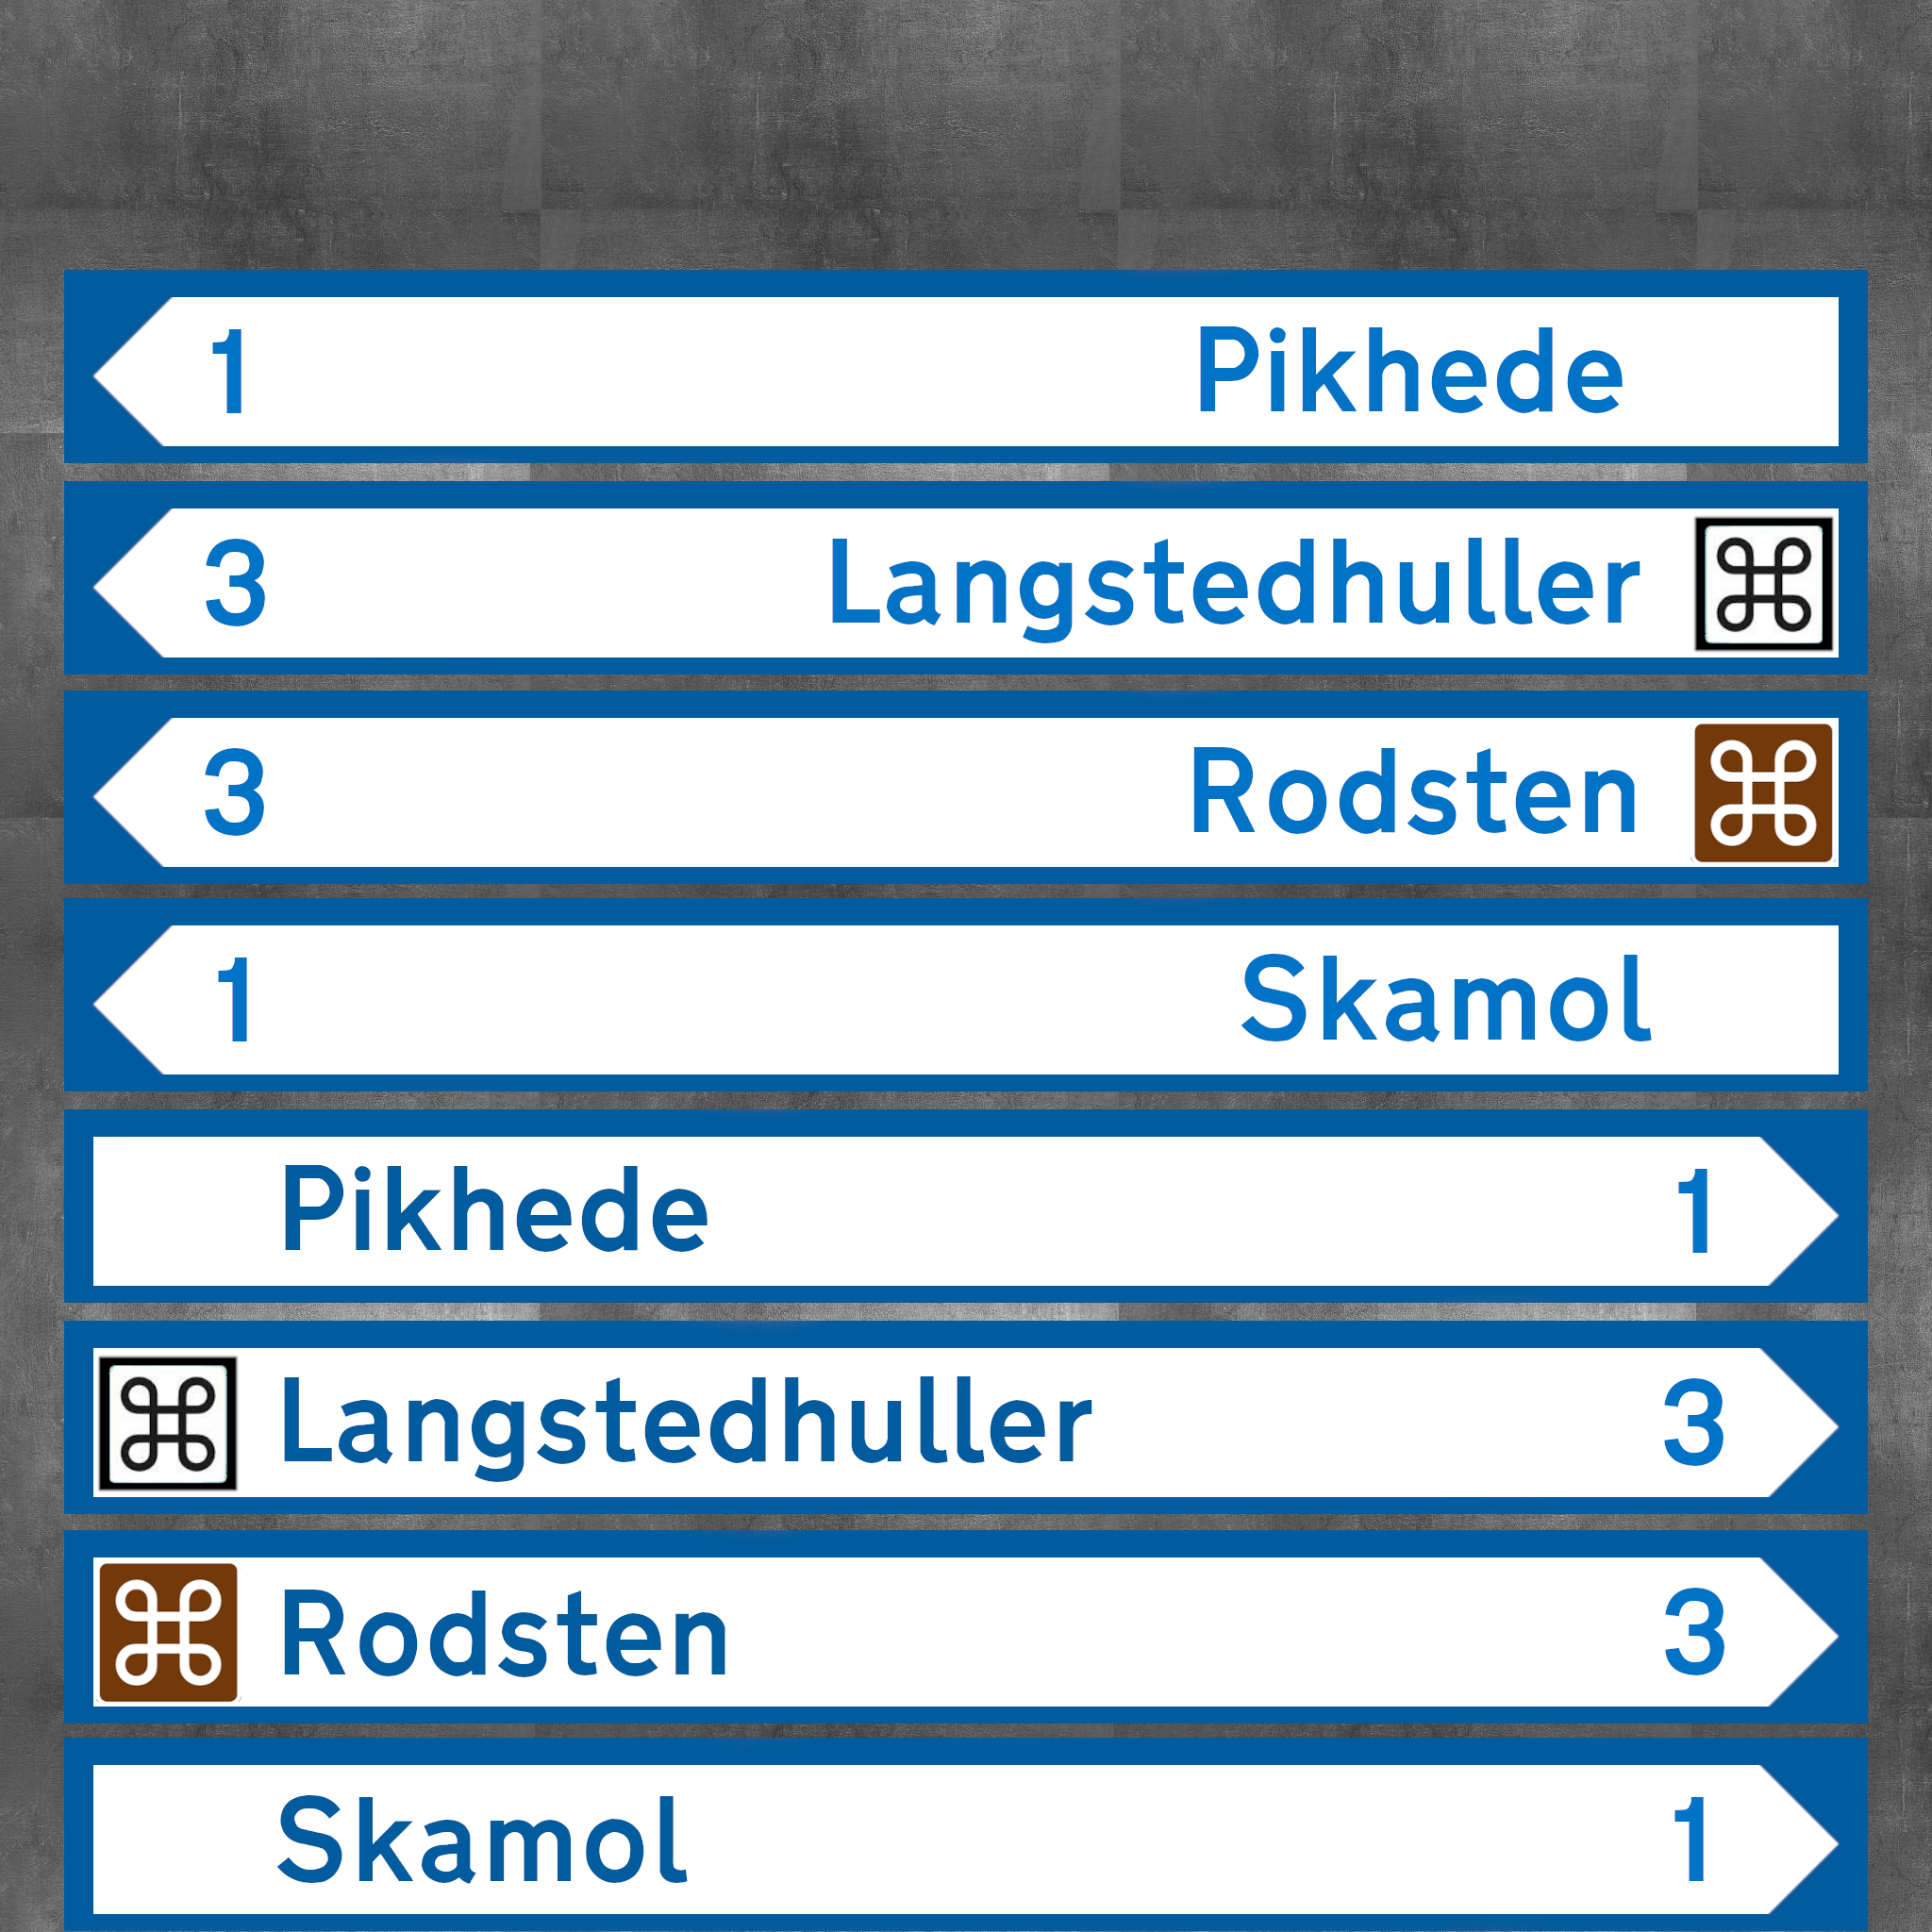 1 Pikhede
3 Langstedhuller ⌘
3 Rodsten ⌘
1 Skamol
Pikhede 1
⌘ Langstedhuller 3
⌘ Rodsten 3
Skamol 1